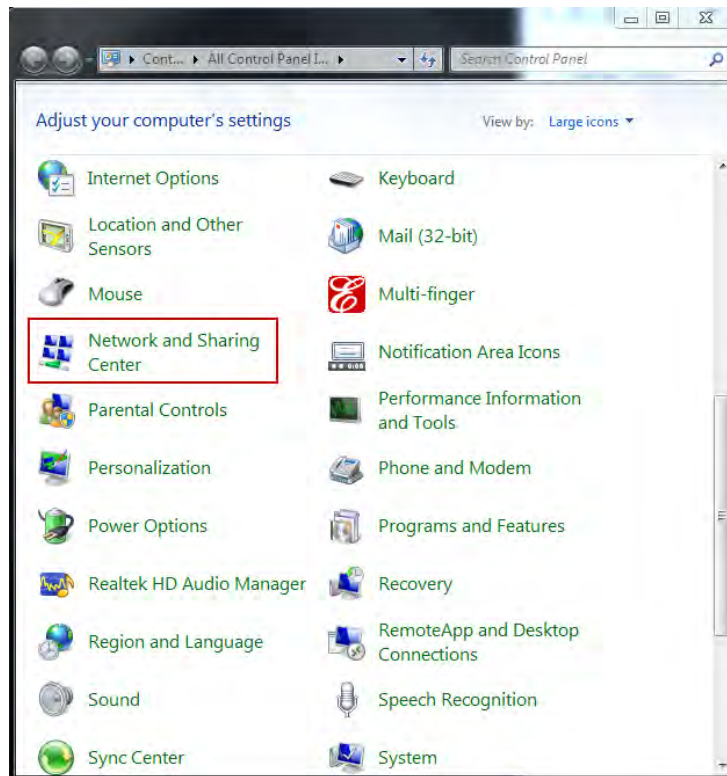 Cont... All Control Panel I... Search Control Panel
Adjust your computer's settings
View by: Large icons
Internet Options
Keyboard
Location and Other
Sensors
Mail (32-bit)
Mouse
Multi-finger
Network and Sharing
Center
Notification Area Icons
Parental Controls
Performance Information
and Tools
Personalization
Phone and Modem
Power Options
Programs and Features
Realtek HD Audio Manager
Recovery
Region and Language
RemoteApp and Desktop
Connections
Sound
Speech Recognition
Sync Center
System